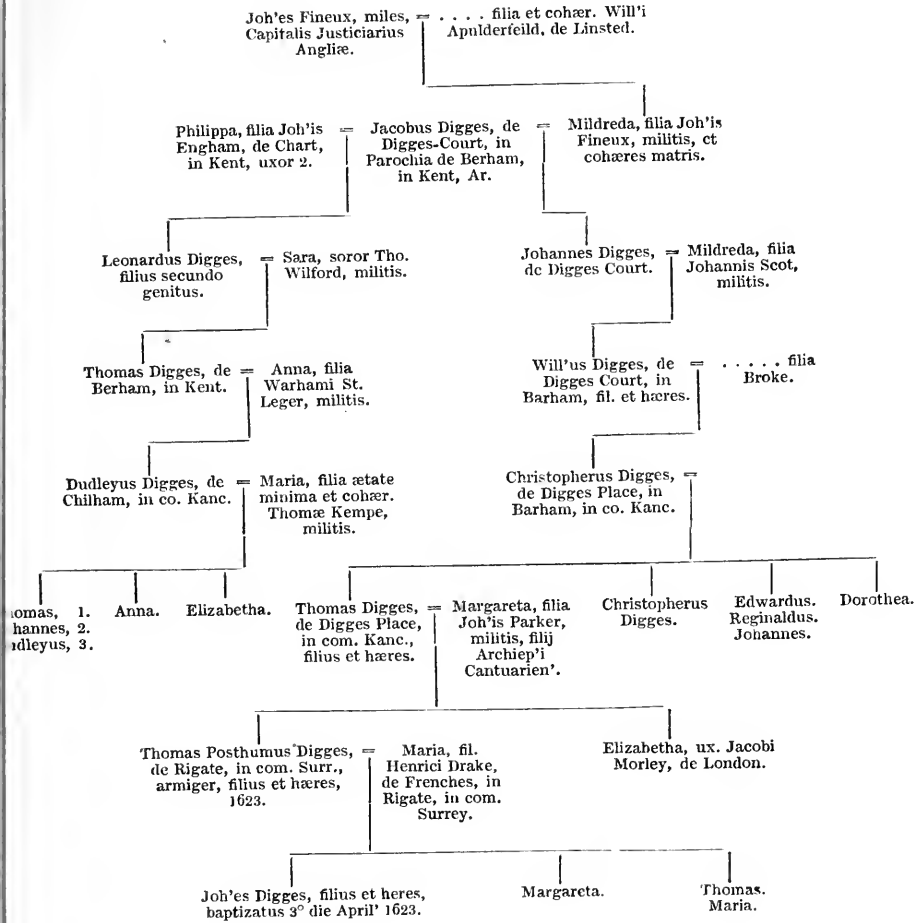 Joh'es Fineux, miles,
Capitalis Justiciarius
Angliæ.
=
. . . . filia et cohær. Will'i
Apulderfeild, de Linsted.
Philippa, filia Joh'is
Engham, de Chart,
in Kent, uxor 2.
=
Jacobus Digges, de
Digges-Court, in
Parochia de Berham,
in Kent, Ar.
=
Mildreda, filia Joh'is
Fineux, militis, et
cohæres matris.
Leonardus Digges,
filius secundo
genitus.
=
Sara, soror Tho.
Wilford, militis.
Johannes Digges,
de Digges Court.
=
Mildreda, filia
Johannis Scot,
militis.
Thomas Digges, de
Berham, in Kent.
=
Anna, filia
Warhami St.
Leger, militis.
Will'us Digges, de
Digges Court, in
Barham, fil. et hæres.
=
. . . . . filia
Broke.
Dudleyus Digges, de
Chilham, in co. Kanc.
=
Maria, filia ætate
minima et cohær.
Thomæ Kempe,
militis.
Christopherus Digges,
de Digges Place, in
Barham, in co. Kanc.
=
omas, 1.
hannes, 2.
dleyus, 3.
Anna.
Elizabetha.
Thomas Digges,
de Digges Place,
in com. Kanc.,
filius et hæres.
=
Margareta, filia
Joh'is Parker,
militis, filij
Archiep'i
Cantuarien'.
Christopherus
Digges.
Edwardus.
Reginaldus.
Johannes.
Dorothea.
Thomas Posthumus Digges,
de Rigate, in com. Surr.,
armiger, filius et hæres,
1623.
=
Maria, fil.
Henrici Drake,
de Frenches, in
Rigate, in com.
Surrey.
Elizabetha, ux. Jacobi
Morley, de London.
Joh'es Digges, filius et heres,
baptizatus 3° die April' 1623.
Margareta.
Thomas.
Maria.